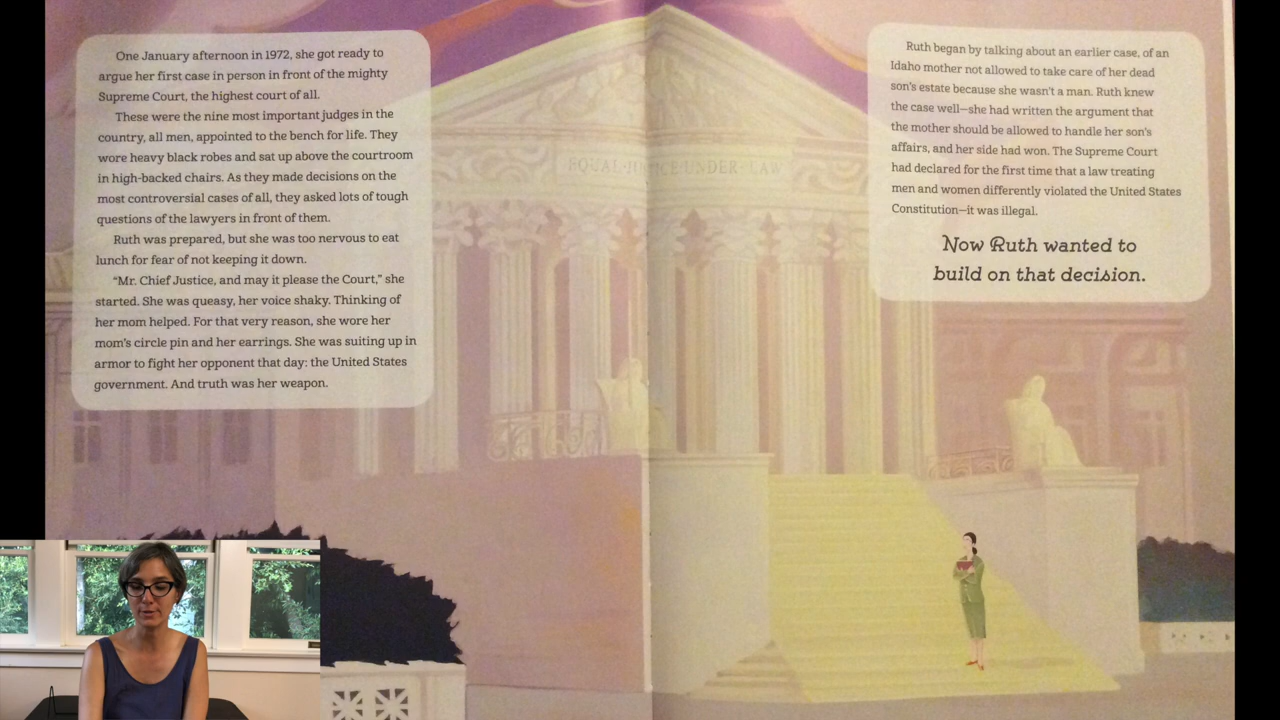 One January afternoon in 1972, she got ready to
argue her first case in person in front of the mighty
Supreme Court, the highest court of all.
These were the nine most important judges in the
country, all men, appointed to the bench for life. They
wore heavy black robes and sat up above the courtroom
in high-backed chairs. As they made decisions on the
most controversial cases of all, they asked lots of tough
questions of the lawyers in front of them.
Ruth was prepared, but she was too nervous to eat
lunch for fear of not keeping it down.
“Mr. Chief Justice, and may it please the Court,” she
started. She was queasy, her voice shaky. Thinking of
her mom helped. For that very reason, she wore her
mom’s circle pin and her earrings. She was suiting up in
armor to fight her opponent that day: the United States
government. And truth was her weapon.
EQUAL JUSTICE UNDER LAW
Ruth began by talking about an earlier case, of an
Idaho mother not allowed to take care of her dead
son’s estate because she wasn’t a man. Ruth knew
the case well—she had written the argument that
the mother should be allowed to handle her son’s
affairs, and her side had won. The Supreme Court
had declared for the first time that a law treating
men and women differently violated the United States
Constitution—it was illegal.
Now Ruth wanted to
build on that decision.